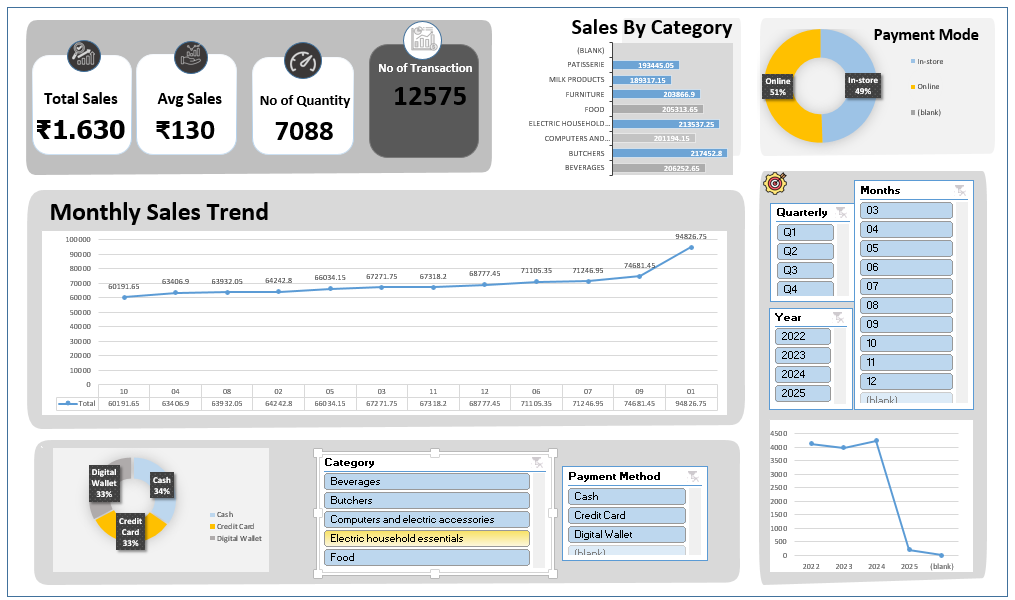 Total Sales
₹1.630
Avg Sales
₹130
No of Quantity
7088
No of Transaction
12575
Sales By Category
(BLANK)
PATISSERIE 193445.05
MILK PRODUCTS 189317.15
FURNITURE 203866.9
FOOD 205313.65
ELECTRIC HOUSEHOLD... 213537.25
COMPUTERS AND... 201194.15
BUTCHERS 217452.8
BEVERAGES 206252.65
Payment Mode
Online
51%
In-store
49%
In-store
Online
(blank)
Monthly Sales Trend
100000
90000
80000
70000
60000
50000
40000
30000
20000
10000
0
60191.65 63406.9 63932.05 64242.8 66034.15 67271.75 67318.2 68777.45 71105.35 71246.95 74681.45 94826.75
10 04 08 02 05 03 11 12 06 07 09 01
Total 60191.65 63406.9 63932.05 64242.8 66034.15 67271.75 67318.2 68777.45 71105.35 71246.95 74681.45 94826.75
Quarterly
Q1
Q2
Q3
Q4
Year
2022
2023
2024
2025
Months
03
04
05
06
07
08
09
10
11
12
(blank)
Digital
Wallet
33%
Cash
34%
Credit
Card
33%
Cash
Credit Card
Digital Wallet
Category
Beverages
Butchers
Computers and electric accessories
Electric household essentials
Food
Payment Method
Cash
Credit Card
Digital Wallet
(blank)
4500
4000
3500
3000
2500
2000
1500
1000
500
0
2022 2023 2024 2025 (blank)